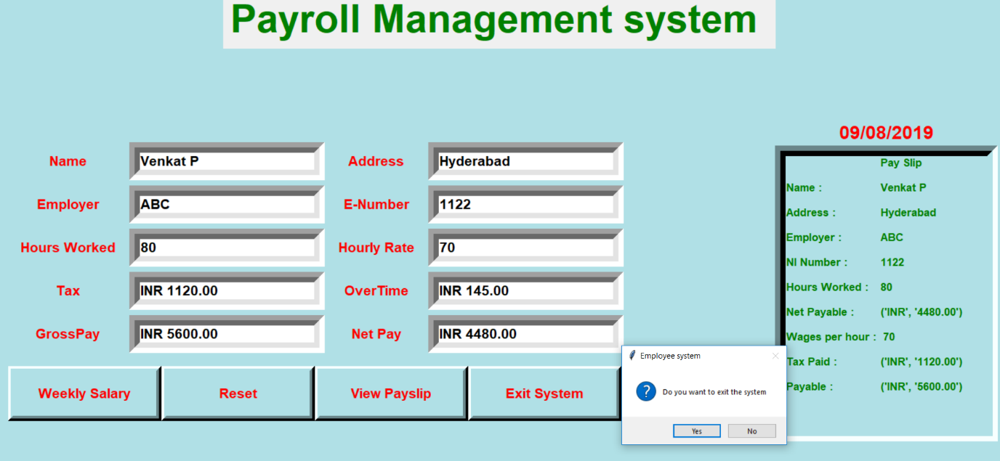 Payroll Management system
09/08/2019
Name Venkat P Address Hyderabad
Employer ABC E-Number 1122
Hours Worked 80 Hourly Rate 70
Tax INR 1120.00 OverTime INR 145.00
GrossPay INR 5600.00 Net Pay INR 4480.00
Weekly Salary Reset View Payslip Exit System
Pay Slip
Name : Venkat P
Address : Hyderabad
Employer : ABC
NI Number : 1122
Hours Worked : 80
Net Payable : ('INR', '4480.00')
Wages per hour : 70
Tax Paid : ('INR', '1120.00')
Payable : ('INR', '5600.00')
Employee system
Do you want to exit the system
Yes No